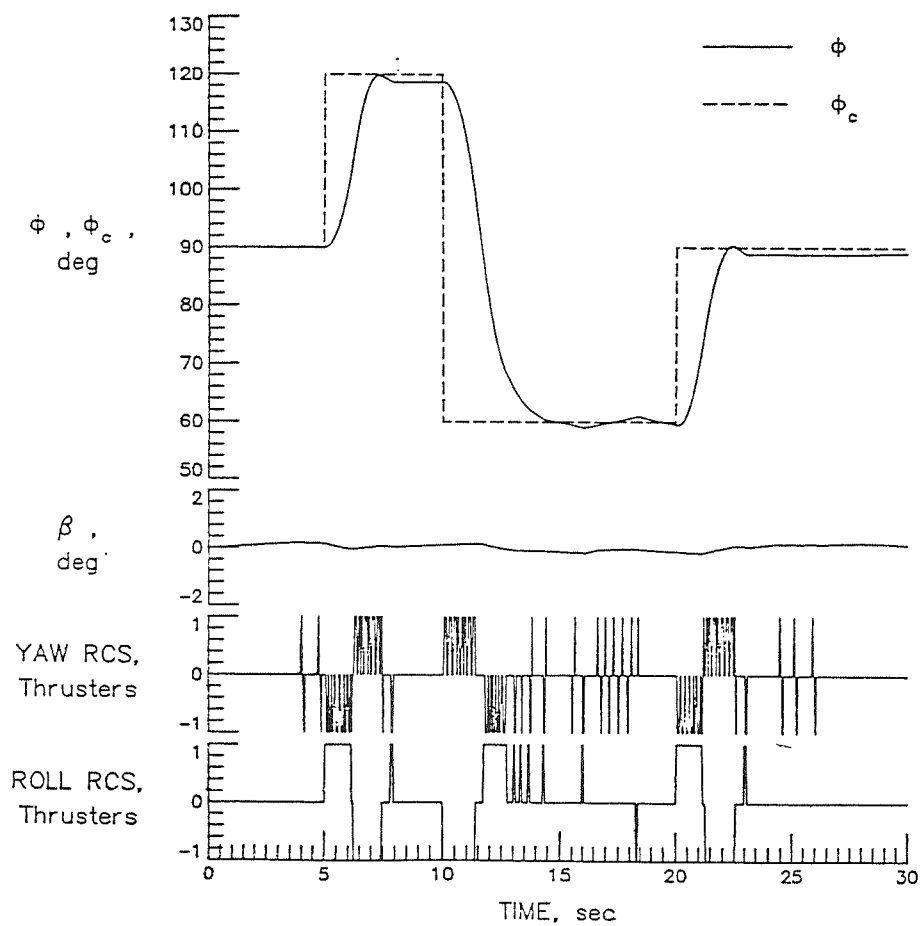 130
120
110
100
90
80
70
60
50
ϕ , ϕc ,
deg
ϕ
ϕc
2
0
-2
β ,
deg
1
0
-1
YAW RCS,
Thrusters
1
0
-1
ROLL RCS,
Thrusters
0
5
10
15
20
25
30
TIME, sec